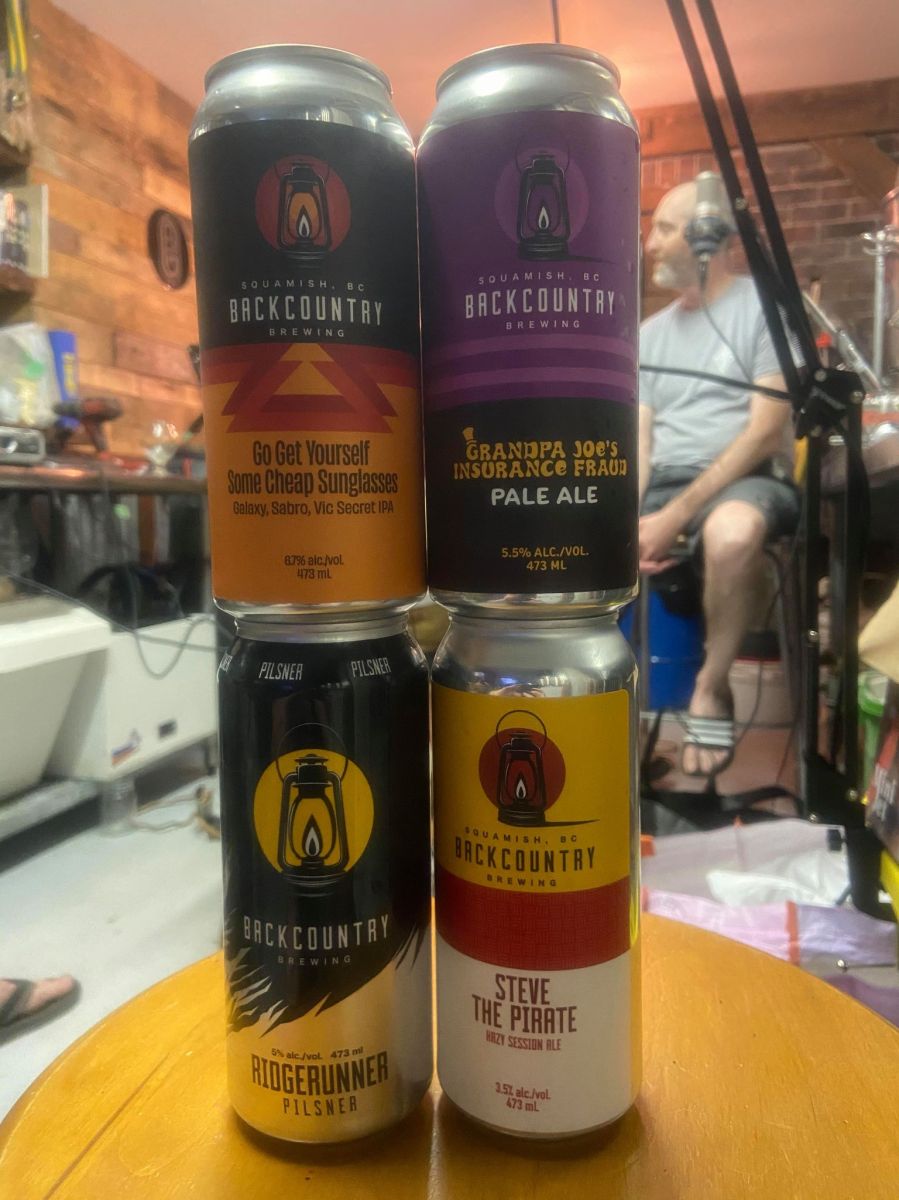 SQUAMISH, BC
BACKCOUNTRY
BREWING
Go Get Yourself
Some Cheap Sunglasses
Galaxy, Sabro, Vic Secret IPA
6.7% alc./vol.
473 mL
SQUAMISH, BC
BACKCOUNTRY
BREWING
GRANDPA JOE'S
INSURANCE FRAUD
PALE ALE
5.5% ALC./VOL.
473 ML
PILSNER PILSNER
BACKCOUNTRY
BREWING
5% alc./vol. 473 ml
RIDGERUNNER
PILSNER
SQUAMISH, BC
BACKCOUNTRY
BREWING
STEVE
THE PIRATE
HAZY SESSION ALE
3.5% alc./vol.
473 mL